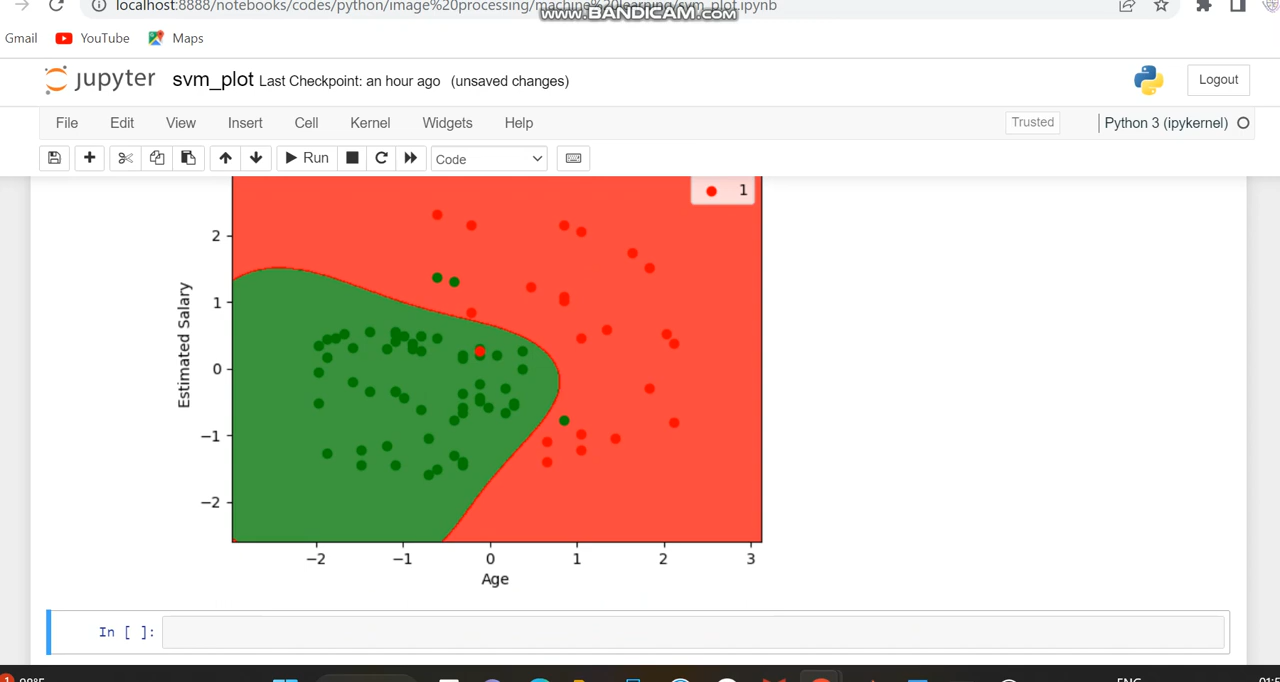 localhost:8888/notebooks/codes/python/image%20processing/machine%20learning/svm_plot.ipynb
www.BANDICAM.com
Gmail YouTube Maps
jupyter svm_plot Last Checkpoint: an hour ago (unsaved changes) Logout
File Edit View Insert Cell Kernel Widgets Help Trusted Python 3 (ipykernel)
Run Code
1
2
1
0
−1
−2
Estimated Salary
−2 −1 0 1 2 3
Age
In [ ]:
ENG